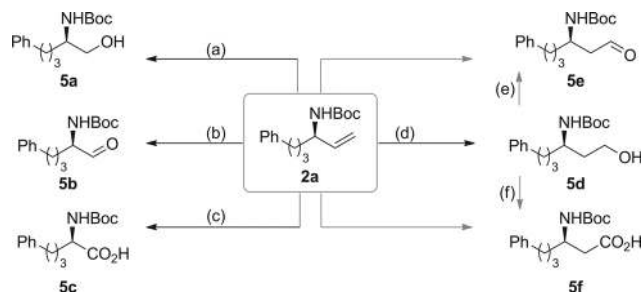 NHBoc
Ph
OH
3
5a
(a)
NHBoc
Ph
O
3
5b
(b)
NHBoc
Ph
CO₂H
3
5c
(c)
NHBoc
Ph
3
2a
(d)
NHBoc
Ph
O
3
5e
(e)
NHBoc
Ph
OH
3
5d
(f)
NHBoc
Ph
CO₂H
3
5f